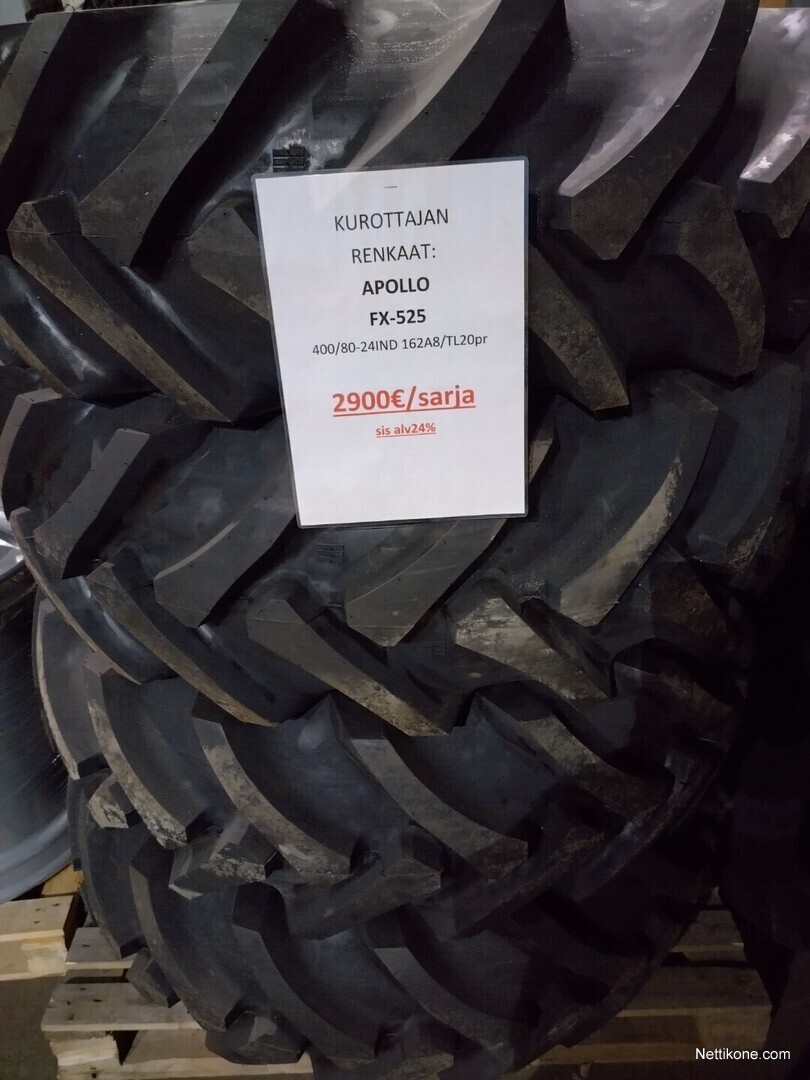 KUROTTAJAN
RENKAAT:
APOLLO
FX-525
400/80-24IND 162A8/TL20pr
2900€/sarja
sis alv24%
Nettikone.com